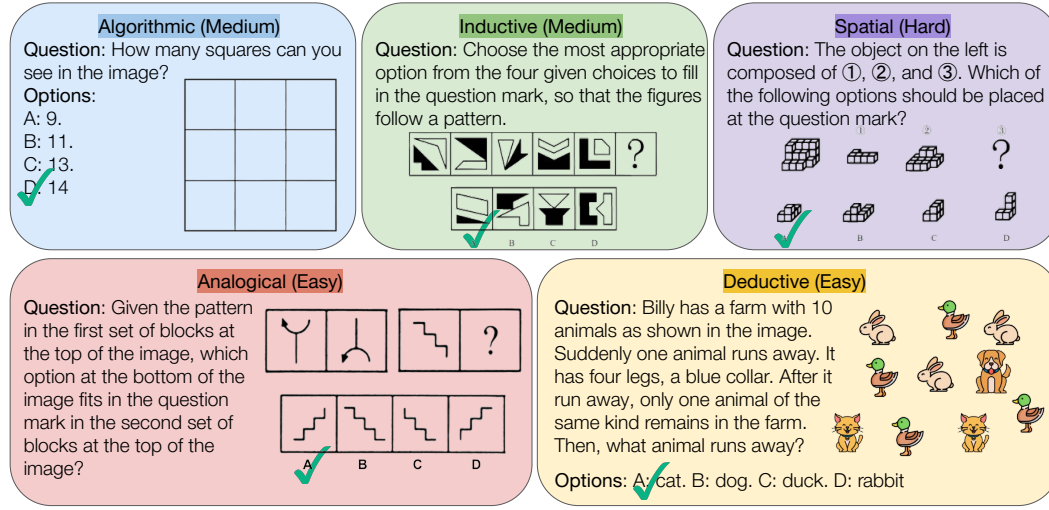 Algorithmic (Medium)
Question: How many squares can you
see in the image?
Options:
A: 9.
B: 11.
C: 13.
D: 14
Inductive (Medium)
Question: Choose the most appropriate
option from the four given choices to fill
in the question mark, so that the figures
follow a pattern.
?
B C D
Spatial (Hard)
Question: The object on the left is
composed of ①, ②, and ③. Which of
the following options should be placed
at the question mark?
① ② ③
?
B C D
Analogical (Easy)
Question: Given the pattern
in the first set of blocks at
the top of the image, which
option at the bottom of the
image fits in the question
mark in the second set of
blocks at the top of the
image?
?
A B C D
Deductive (Easy)
Question: Billy has a farm with 10
animals as shown in the image.
Suddenly one animal runs away. It
has four legs, a blue collar. After it
run away, only one animal of the
same kind remains in the farm.
Then, what animal runs away?
Options: A: cat. B: dog. C: duck. D: rabbit